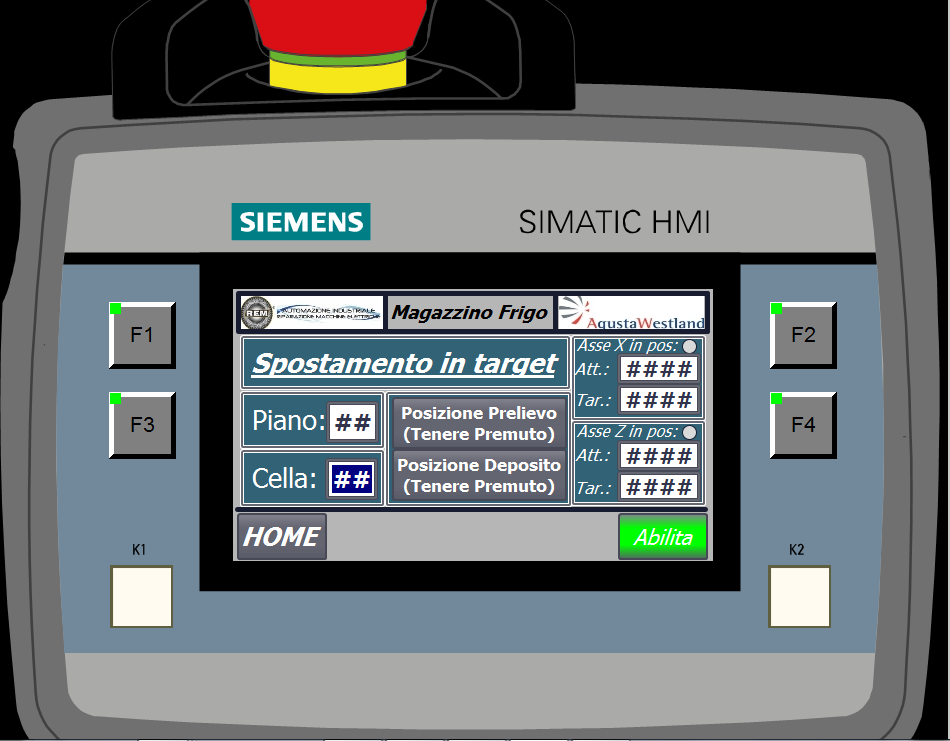 SIEMENS
SIMATIC HMI
REM
AUTOMAZIONE INDUSTRIALE
RIPARAZIONE MACCHINE ELETTRICHE
Magazzino Frigo
AgustaWestland
F1
F2
F3
F4
Spostamento in target
Asse X in pos:
Att.: ####
Tar.: ####
Piano: ##
Posizione Prelievo
(Tenere Premuto)
Asse Z in pos:
Att.: ####
Cella: ##
Posizione Deposito
(Tenere Premuto)
Tar.: ####
HOME
Abilita
K1
K2